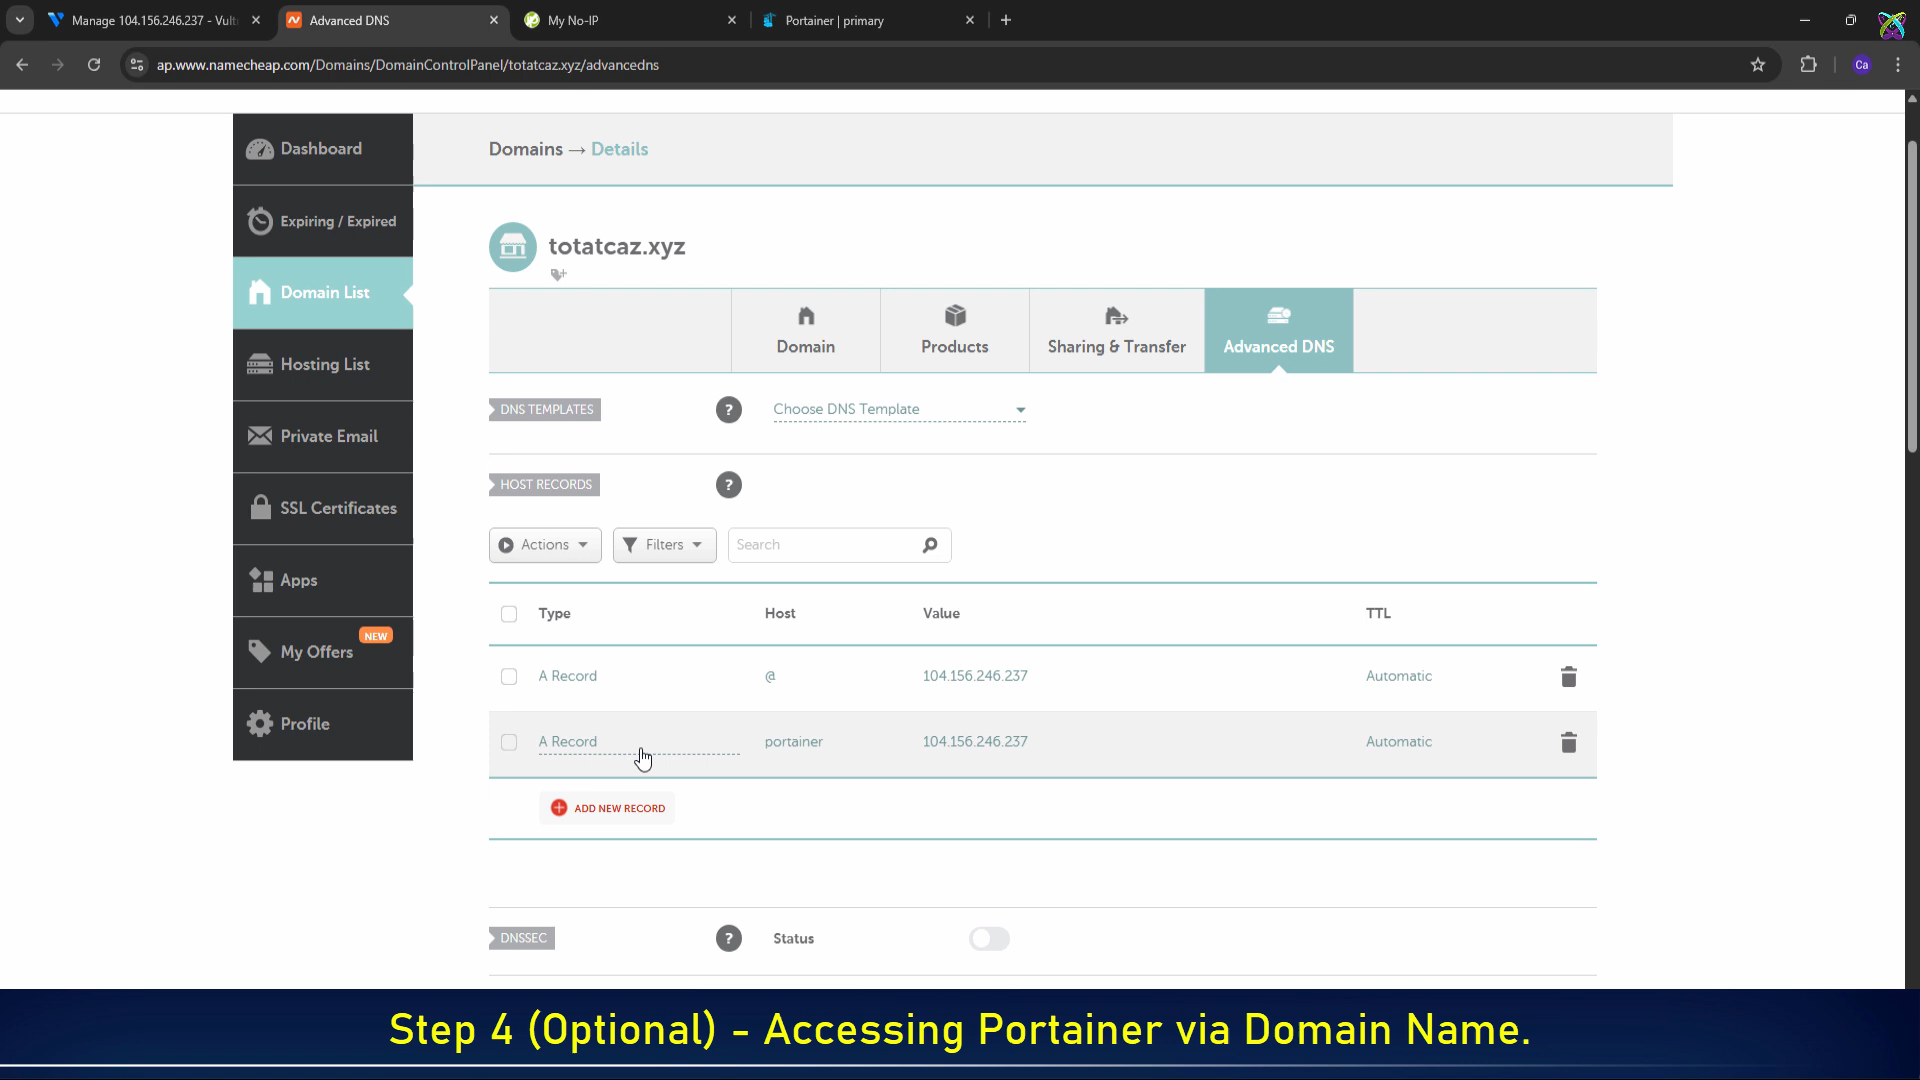 Manage 104.156.246.237 - Vult
Advanced DNS
My No-IP
Portainer | primary
ap.www.namecheap.com/Domains/DomainControlPanel/totatcaz.xyz/advancedns
Ca
Dashboard
Expiring / Expired
Domain List
Hosting List
Private Email
SSL Certificates
Apps
NEW
My Offers
Profile
Domains → Details
totatcaz.xyz
Domain
Products
Sharing & Transfer
Advanced DNS
DNS TEMPLATES
?
Choose DNS Template
HOST RECORDS
?
Actions
Filters
Search
Type Host Value TTL
A Record @ 104.156.246.237 Automatic
A Record portainer 104.156.246.237 Automatic
ADD NEW RECORD
DNSSEC
?
Status
Step 4 (Optional) - Accessing Portainer via Domain Name.